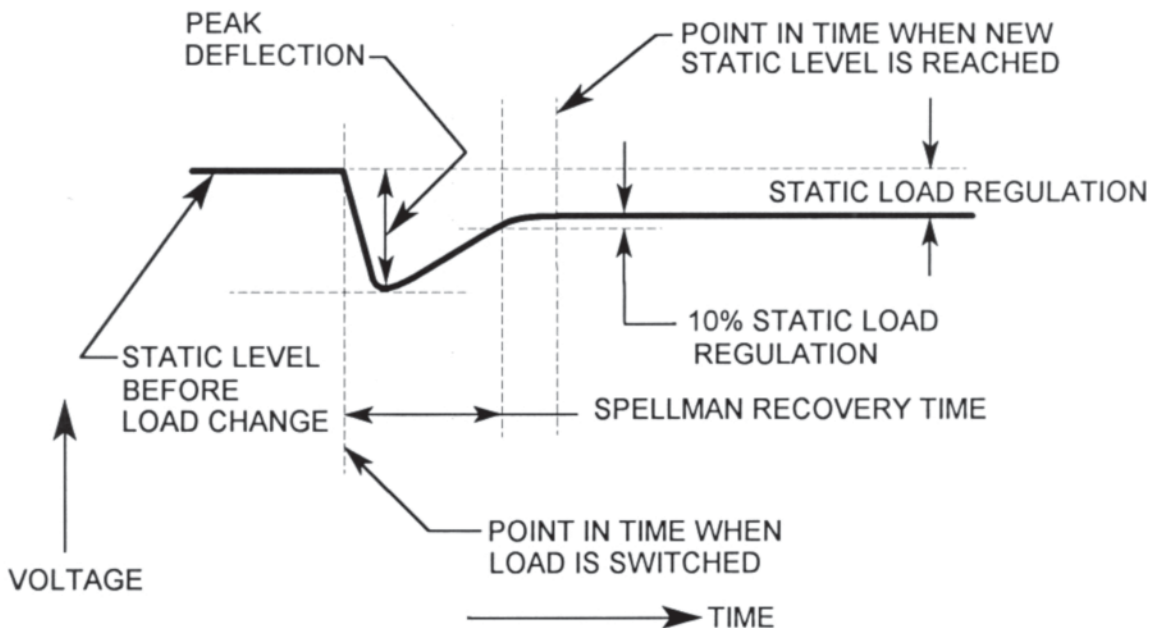 PEAK
DEFLECTION
POINT IN TIME WHEN NEW
STATIC LEVEL IS REACHED
STATIC LOAD REGULATION
10% STATIC LOAD
REGULATION
STATIC LEVEL
BEFORE
LOAD CHANGE
SPELLMAN RECOVERY TIME
POINT IN TIME WHEN
LOAD IS SWITCHED
VOLTAGE
TIME